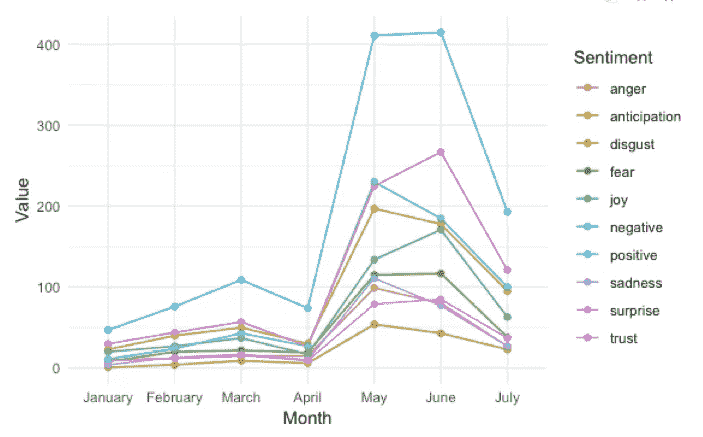 400
300
200
100
0
Value
January February March April May June July
Month
Sentiment
anger
anticipation
disgust
fear
joy
negative
positive
sadness
surprise
trust